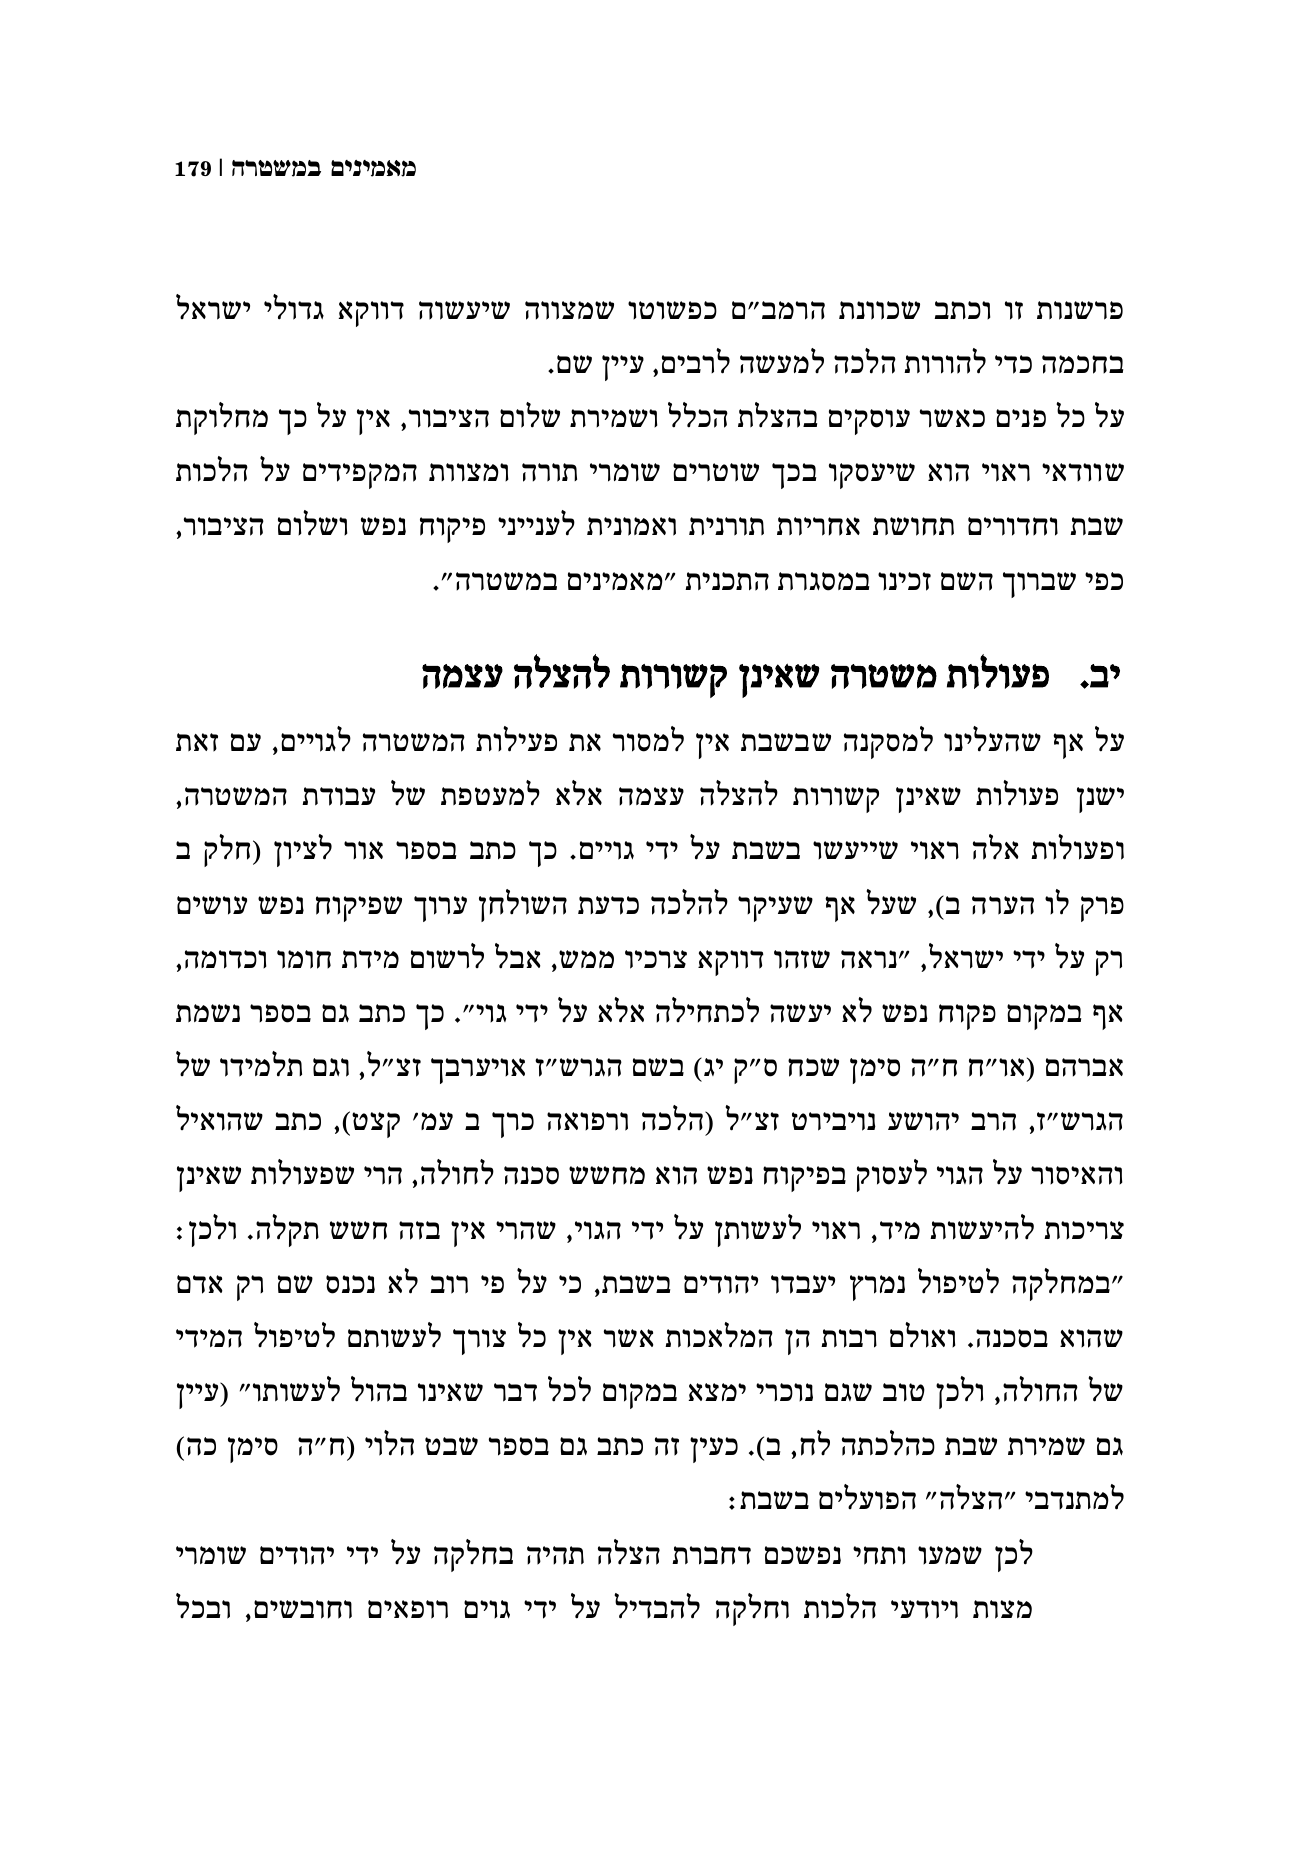 מאמינים במשטרה | 179
פרשנות זו וכתב שכוונת הרמב״ם כפשוטו שמצווה שיעשוה דווקא גדולי ישראל
בחכמה כדי להורות הלכה למעשה לרבים, עיין שם.
על כל פנים כאשר עוסקים בהצלת הכלל ושמירת שלום הציבור, אין על כך מחלוקת
שוודאי ראוי הוא שיעסקו בכך שוטרים שומרי תורה ומצוות המקפידים על הלכות
שבת וחדורים תחושת אחריות תורנית ואמונית לענייני פיקוח נפש ושלום הציבור,
כפי שברוך השם זכינו במסגרת התכנית ״מאמינים במשטרה״.
יב. פעולות משטרה שאינן קשורות להצלה עצמה
על אף שהעלינו למסקנה שבשבת אין למסור את פעילות המשטרה לגויים, עם זאת
ישנן פעולות שאינן קשורות להצלה עצמה אלא למעטפת של עבודת המשטרה,
ופעולות אלה ראוי שייעשו בשבת על ידי גויים. כך כתב בספר אור לציון (חלק ב
פרק לו הערה ב), שעל אף שעיקר להלכה כדעת השולחן ערוך שפיקוח נפש עושים
רק על ידי ישראל, ״נראה שזהו דווקא צרכיו ממש, אבל לרשום מידת חומו וכדומה,
אף במקום פקוח נפש לא יעשה לכתחילה אלא על ידי גוי״. כך כתב גם בספר נשמת
אברהם (או״ח ח״ה סימן שכח ס״ק יג) בשם הגרש״ז אויערבך זצ״ל, וגם תלמידו של
הגרש״ז, הרב יהושע נויבירט זצ״ל (הלכה ורפואה כרך ב עמ׳ קצט), כתב שהואיל
והאיסור על הגוי לעסוק בפיקוח נפש הוא מחשש סכנה לחולה, הרי שפעולות שאינן
צריכות להיעשות מיד, ראוי לעשותן על ידי הגוי, שהרי אין בזה חשש תקלה. ולכן:
״במחלקה לטיפול נמרץ יעבדו יהודים בשבת, כי על פי רוב לא נכנס שם רק אדם
שהוא בסכנה. ואולם רבות הן המלאכות אשר אין כל צורך לעשותם לטיפול המידי
של החולה, ולכן טוב שגם נוכרי ימצא במקום לכל דבר שאינו בהול לעשותו״ (עיין
גם שמירת שבת כהלכתה לח, ב). כעין זה כתב גם בספר שבט הלוי (ח״ה סימן כה)
למתנדבי ״הצלה״ הפועלים בשבת:
לכן שמעו ותחי נפשכם דחברת הצלה תהיה בחלקה על ידי יהודים שומרי
מצות ויודעי הלכות וחלקה להבדיל על ידי גוים רופאים וחובשים, ובכל